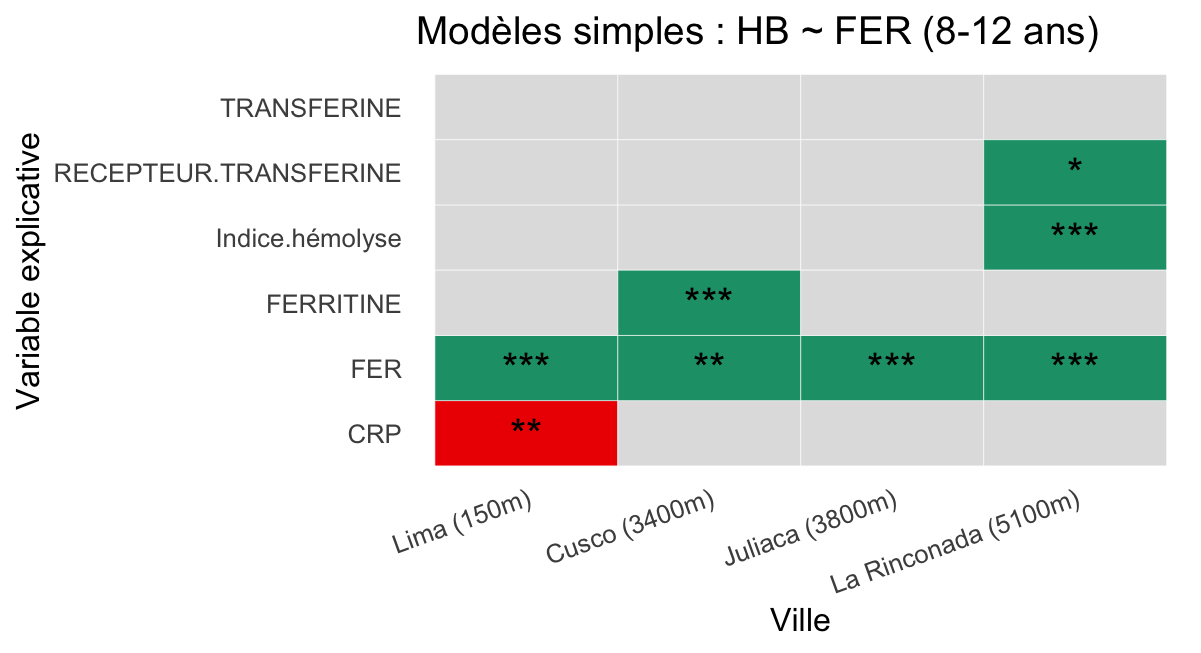 Modèles simples : HB ~ FER (8-12 ans)
Variable explicative
TRANSFERINE
RECEPTEUR.TRANSFERINE
*
Indice.hémolyse
***
FERRITINE
***
FER
*** ** *** ***
CRP
**
Lima (150m)
Cusco (3400m)
Juliaca (3800m)
La Rinconada (5100m)
Ville